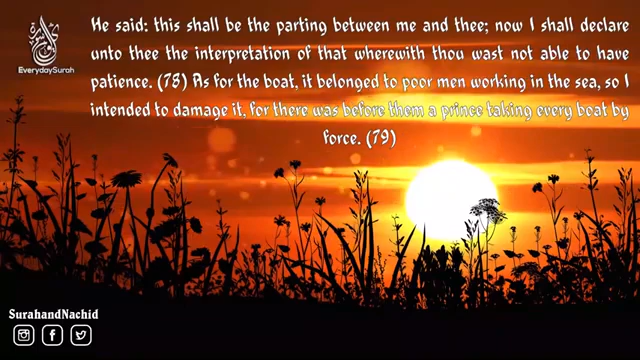 He said: this shall be the parting between me and thee; now I shall declare
unto thee the interpretation of that wherewith thou wast not able to have
patience. (78) As for the boat, it belonged to poor men working in the sea, so I
intended to damage it, for there was before them a prince taking every boat by
force. (79)
EverydaySurah
SurahandNachid